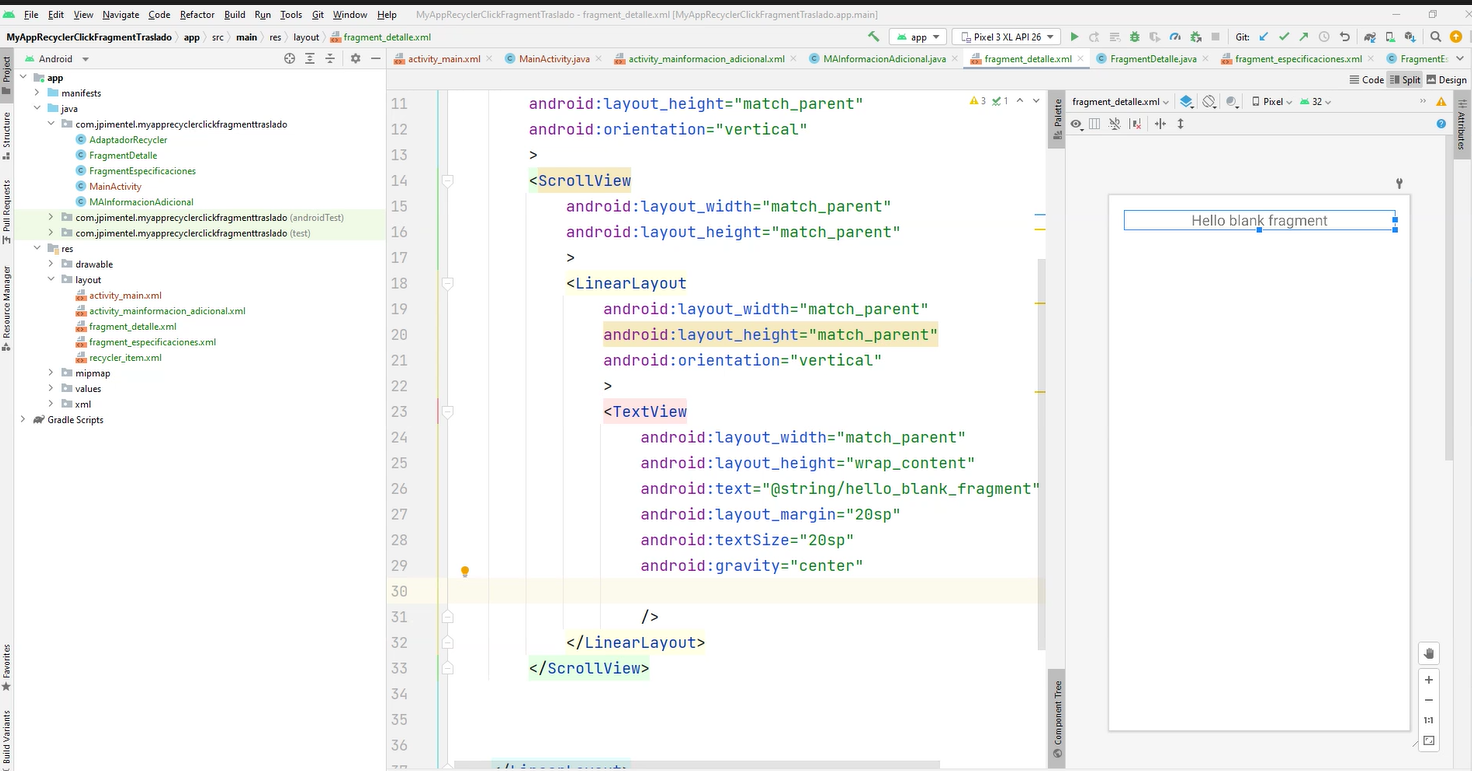 File Edit View Navigate Code Refactor Build Run Tools Git Window Help MyAppRecyclerClickFragmentTraslado - fragment_detalle.xml [MyAppRecyclerClickFragmentTraslado.app.main]
MyAppRecyclerClickFragmentTraslado app src main res layout fragment_detalle.xml app Pixel 3 XL API 26 Git:
Android activity_main.xml MainActivity.java activity_mainformacion_adicional.xml MAInformacionAdicional.java fragment_detalle.xml FragmentDetalle.java fragment_especificaciones.xml FragmentEs
Code Split Design
Project
Structure
Pull Requests
Resource Manager
Favorites
Build Variants
app
manifests
java
com.jpimentel.myapprecyclerclickfragmenttraslado
AdaptadorRecycler
FragmentDetalle
FragmentEspecificaciones
MainActivity
MAInformacionAdicional
com.jpimentel.myapprecyclerclickfragmenttraslado (androidTest)
com.jpimentel.myapprecyclerclickfragmenttraslado (test)
res
drawable
layout
activity_main.xml
activity_mainformacion_adicional.xml
fragment_detalle.xml
fragment_especificaciones.xml
recycler_item.xml
mipmap
values
xml
Gradle Scripts
3 1
11 android:layout_height="match_parent"
12 android:orientation="vertical"
13 >
14 <ScrollView
15 android:layout_width="match_parent"
16 android:layout_height="match_parent"
17 >
18 <LinearLayout
19 android:layout_width="match_parent"
20 android:layout_height="match_parent"
21 android:orientation="vertical"
22 >
23 <TextView
24 android:layout_width="match_parent"
25 android:layout_height="wrap_content"
26 android:text="@string/hello_blank_fragment"
27 android:layout_margin="20sp"
28 android:textSize="20sp"
29 android:gravity="center"
30
31 />
32 </LinearLayout>
33 </ScrollView>
34
35
36
37 </LinearLayout>
Palette
Component Tree
fragment_detalle.xml Pixel 32
Attributes
Hello blank fragment
1:1